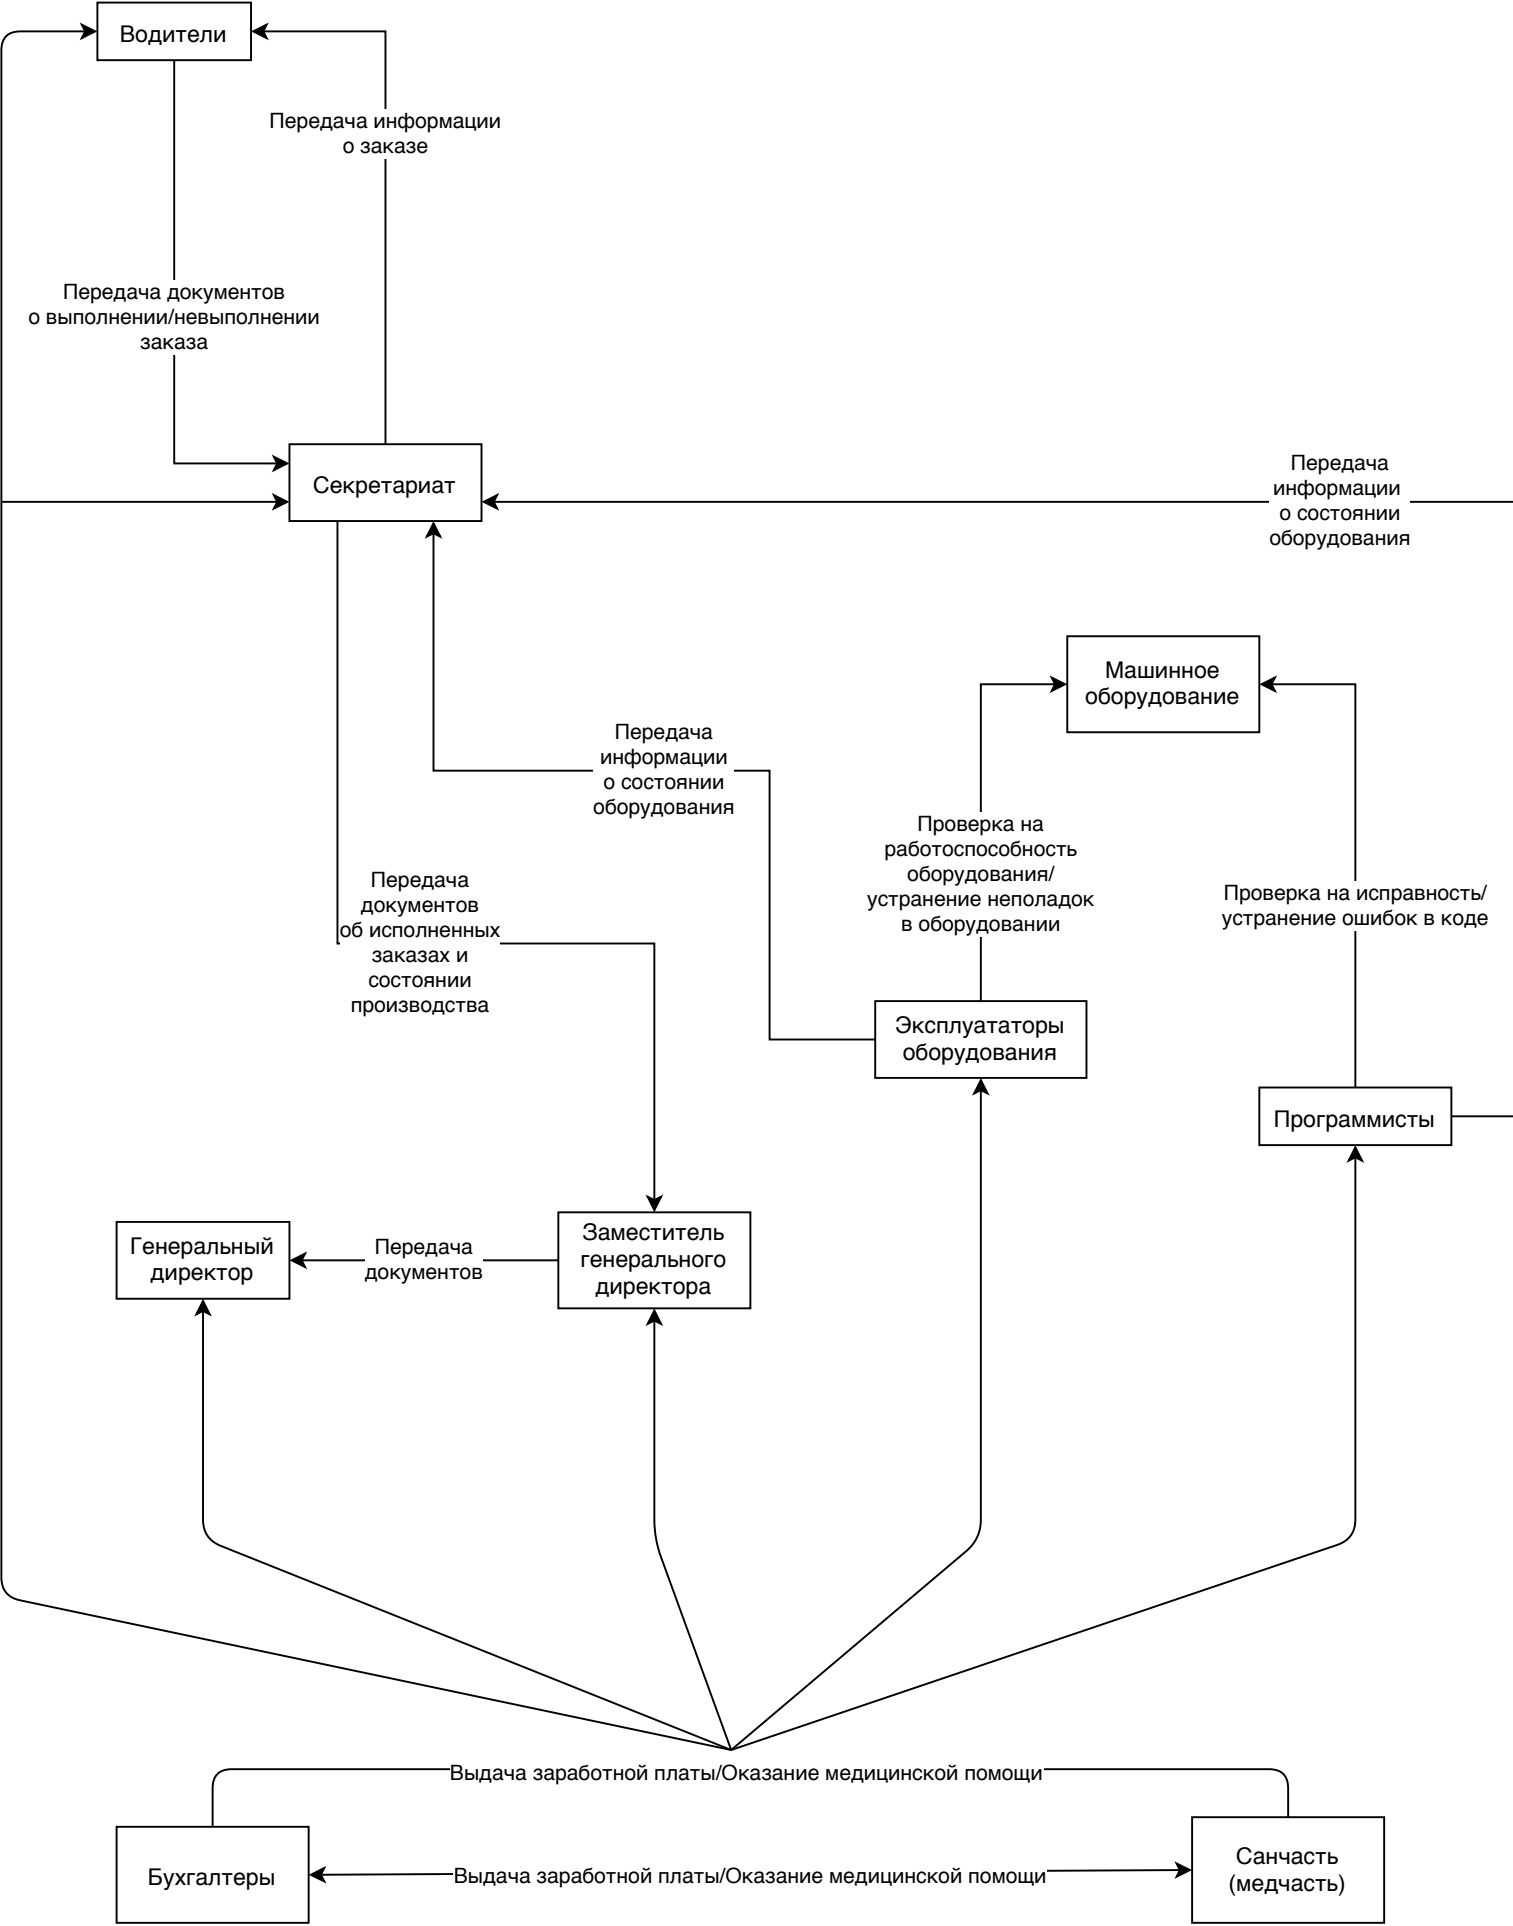 Водители
Передача информации
о заказе
Передача документов
о выполнении/невыполнении
заказа
Секретариат
Передача
информации
о состоянии
оборудования
Машинное
оборудование
Передача
информации
о состоянии
оборудования
Проверка на
работоспособность
оборудования/
устранение неполадок
в оборудовании
Проверка на исправность/
устранение ошибок в коде
Передача
документов
об исполненных
заказах и
состоянии
производства
Эксплуататоры
оборудования
Программисты
Генеральный
директор
Передача
документов
Заместитель
генерального
директора
Выдача заработной платы/Оказание медицинской помощи
Бухгалтеры
Выдача заработной платы/Оказание медицинской помощи
Санчасть
(медчасть)